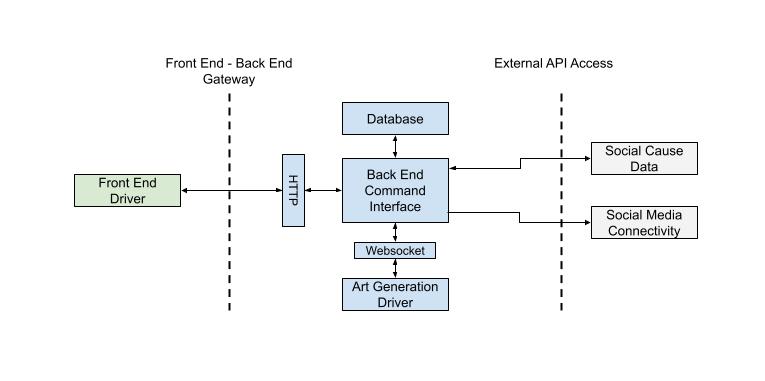 Front End - Back End
Gateway
External API Access
Database
Social Cause
Data
Front End
Driver
HTTP
Back End
Command
Interface
Social Media
Connectivity
Websocket
Art Generation
Driver